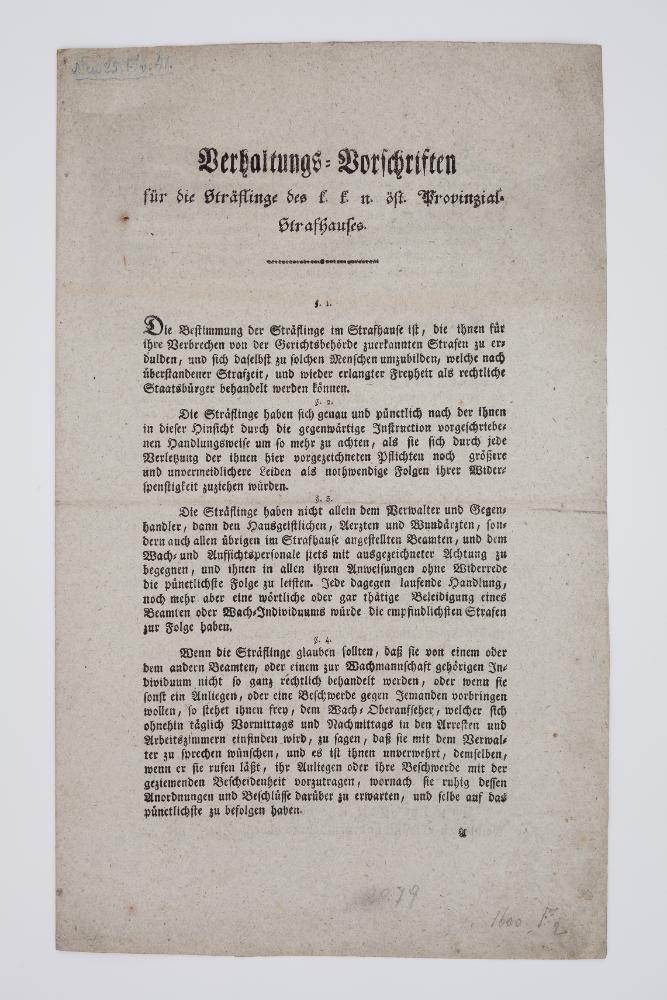 Verhaltungs-Vorschriften
für die Sträflinge des k. k. n. öst. Provinzial-
Strafhauses.
§. 1.
Die Bestimmung der Sträflinge im Strafhause ist, die ihnen für
ihre Verbrechen von der Gerichtsbehörde zuerkannten Strafen zu er-
dulden, und sich daselbst zu solchen Menschen umzubilden, welche nach
überstandener Strafzeit, und wieder erlangter Freyheit als rechtliche
Staatsbürger behandelt werden können.
§. 2.
Die Sträflinge haben sich genau und pünctlich nach der ihnen
in dieser Hinsicht durch die gegenwärtige Instruction vorgeschriebe-
nen Handlungsweise um so mehr zu achten, als sie sich durch jede
Verletzung der ihnen hier vorgezeichneten Pflichten noch größere
und unvermeidlichere Leiden als nothwendige Folgen ihrer Wider-
spenstigkeit zuziehen würden.
§. 3.
Die Sträflinge haben nicht allein dem Verwalter und Gegen-
handler, dann den Hausgeistlichen, Aerzten und Wundärzten, son-
dern auch allen übrigen im Strafhause angestellten Beamten, und dem
Wach- und Aufsichtspersonale stets mit ausgezeichneter Achtung zu
begegnen, und ihnen in allen ihren Anweisungen ohne Widerrede
die pünctlichste Folge zu leisten. Jede dagegen laufende Handlung,
noch mehr aber eine wörtliche oder gar thätige Beleidigung eines
Beamten oder Wach-Individuums würde die empfindlichsten Strafen
zur Folge haben.
§. 4.
Wenn die Sträflinge glauben sollten, daß sie von einem oder
dem andern Beamten, oder einem zur Wachmannschaft gehörigen In-
dividuum nicht so ganz rechtlich behandelt werden, oder wenn sie
sonst ein Anliegen, oder eine Beschwerde gegen Jemanden vorbringen
wollen, so stehet ihnen frey, dem Wach-Oberaufseher, welcher sich
ohnehin täglich Vormittags und Nachmittags in den Arresten und
Arbeitszimmern einfinden wird, zu sagen, daß sie mit dem Verwal-
ter zu sprechen wünschen, und es ist ihnen unverwehrt, demselben,
wenn er sie rufen läßt, ihr Anliegen oder ihre Beschwerde mit der
geziemenden Bescheidenheit vorzutragen, wornach sie ruhig dessen
Anordnungen und Beschlüsse darüber zu erwarten, und selbe auf das
pünctlichste zu befolgen haben.
A
79
1600 F. 2